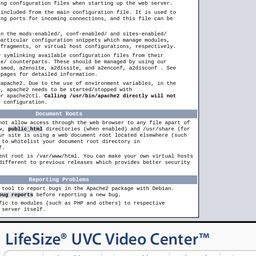 ing configuration files when starting up the web server.
included from the main configuration file. It is used to
ng ports for incoming connections, and this file can be
in the mods-enabled/, conf-enabled/ and sites-enabled/
particular configuration snippets which manage modules,
fragments, or virtual host configurations, respectively.
symlinking available configuration files from their
e/ counterparts. These should be managed by using our
smod, a2ensite, a2dissite, and a2enconf, a2disconf . See
pages for detailed information.
apache2. Due to the use of environment variables, in the
, apache2 needs to be started/stopped with
r apache2ctl. Calling /usr/bin/apache2 directly will not
configuration.
Document Roots
not allow access through the web browser to any file apart of
w, public_html directories (when enabled) and /usr/share (for
our site is using a web document root located elsewhere (such
to whitelist your document root directory in
f.
ent root is /var/www/html. You can make your own virtual hosts
different to previous releases which provides better security
Reporting Problems
tool to report bugs in the Apache2 package with Debian.
bug reports before reporting a new bug.
fic to modules (such as PHP and others) to respective
server itself.
LifeSize® UVC Video Center™